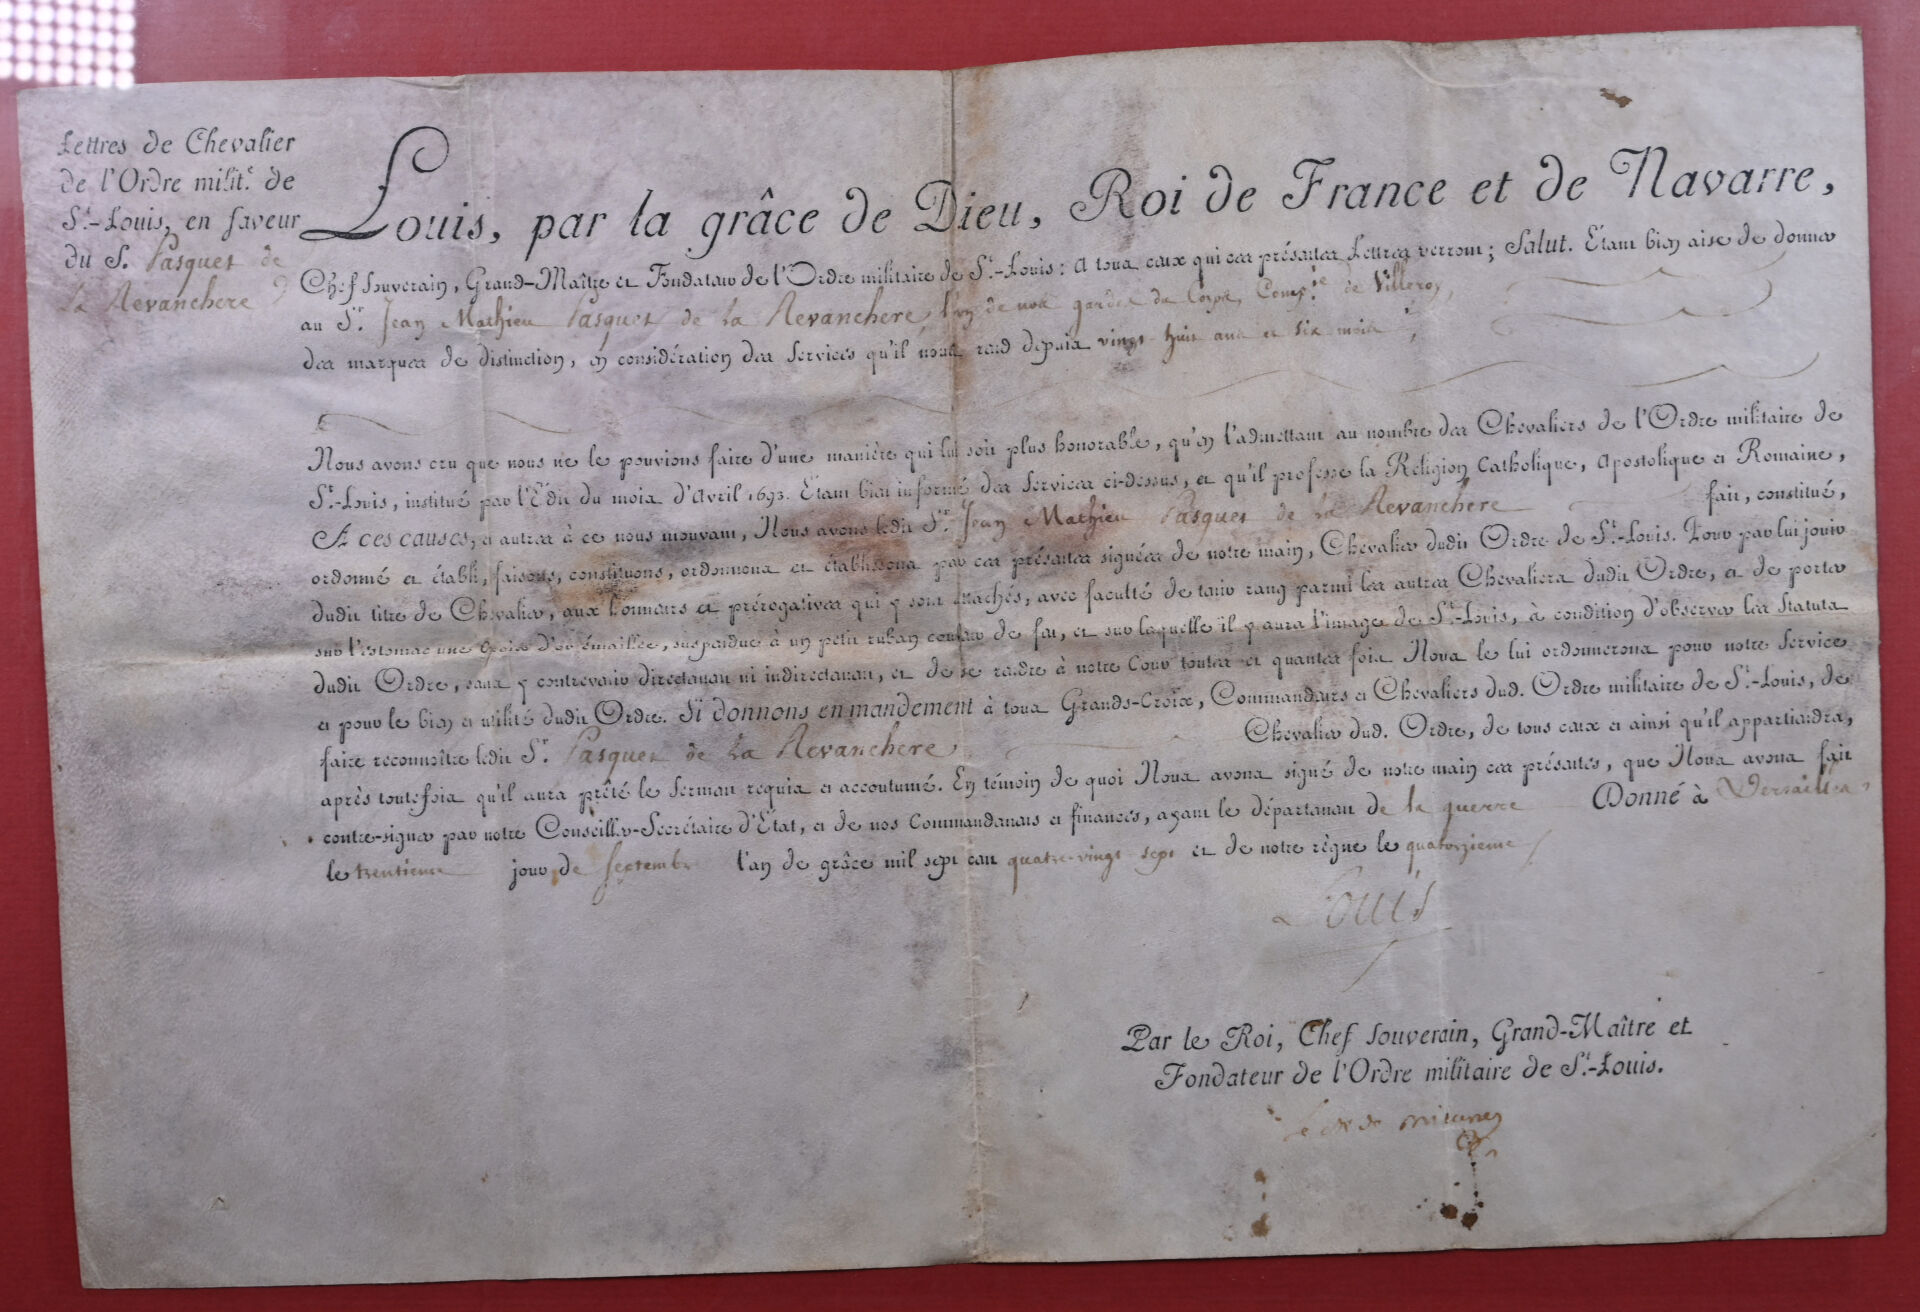 Lettres de Chevalier
de l'Ordre milit.e de
St.-Louis, en faveur
du S. Pasquet de
la Revanchere
Louis, par la grâce de Dieu, Roi de France et de Navarre,
Chef Souverain, Grand-Maître et Fondateur de l'Ordre militaire de St.-Louis: A tous ceux qui ces présentes Lettres verront; Salut. Étant bien aise de donner
au Sr. Jean Mathieu Pasquet de la Revanchere, l'un de nos gardes du Corps, Comp.ie de Villeroy,
des marques de distinction, en considération des Services qu'il nous rend depuis vingt-huit ans et six mois;
Nous avons cru que nous ne le pouvions faire d'une manière qui lui soit plus honorable, qu'en l'admettant au nombre des Chevaliers de l'Ordre militaire de
St.-Louis, institué par l'Édit du mois d'Avril 1693. Étant bien informé des Services ci-dessus, et qu'il professe la Religion Catholique, Apostolique et Romaine,
A ces causes, et autres à ce nous mouvant, Nous avons ledit Sr. Jean Mathieu Pasquet de la Revanchere fait, constitué,
ordonné et établi, faisons, constituons, ordonnons et établissons par ces présentes signées de notre main, Chevalier dudit Ordre de St.-Louis. Pour par lui jouir
dudit titre de Chevalier, aux honneurs et prérogatives qui y sont attachés, avec faculté de tenir rang parmi les autres Chevaliers dudit Ordre, et de porter
sur l'estomac une Croix d'or émaillée, suspendue à un petit ruban couleur de feu, et sur laquelle il y aura l'image de St.-Louis, à condition d'observer les Statuts
dudit Ordre, sans y contrevenir directement ni indirectement, et de se rendre à notre Cour toutes et quantes fois Nous le lui ordonnerons pour notre Service
et pour le bien et utilité dudit Ordre. Si donnons en mandement à tous Grands-Croix, Commandeurs et Chevaliers dud. Ordre militaire de St.-Louis, de
faire reconnoître ledit Sr. Pasquet de la Revanchere Chevalier dud. Ordre, de tous ceux et ainsi qu'il appartiendra,
après toutefois qu'il aura prêté le Serment requis et accoutumé. En témoin de quoi Nous avons signé de notre main ces présentes, que Nous avons fait
contre-signer par notre Conseiller-Secrétaire d'État, et de nos Commandemens et finances, ayant le département de la guerre Donné à Versailles
le trentieme jour de Septembre l'an de grâce mil sept cent quatre-vingt-sept et de notre règne le quatorzieme
Louis
Par le Roi, Chef Souverain, Grand-Maître et
Fondateur de l'Ordre militaire de St.-Louis.
Le de